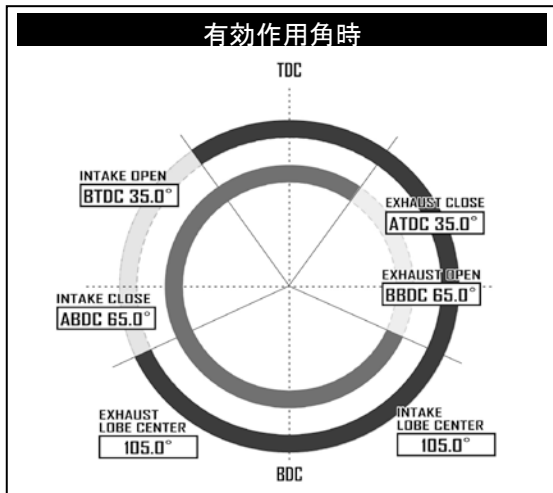 有効作用角時
TDC
INTAKE OPEN
BTDC 35.0°
EXHAUST CLOSE
ATDC 35.0°
EXHAUST OPEN
BBDC 65.0°
INTAKE CLOSE
ABDC 65.0°
EXHAUST
LOBE CENTER
105.0°
INTAKE
LOBE CENTER
105.0°
BDC